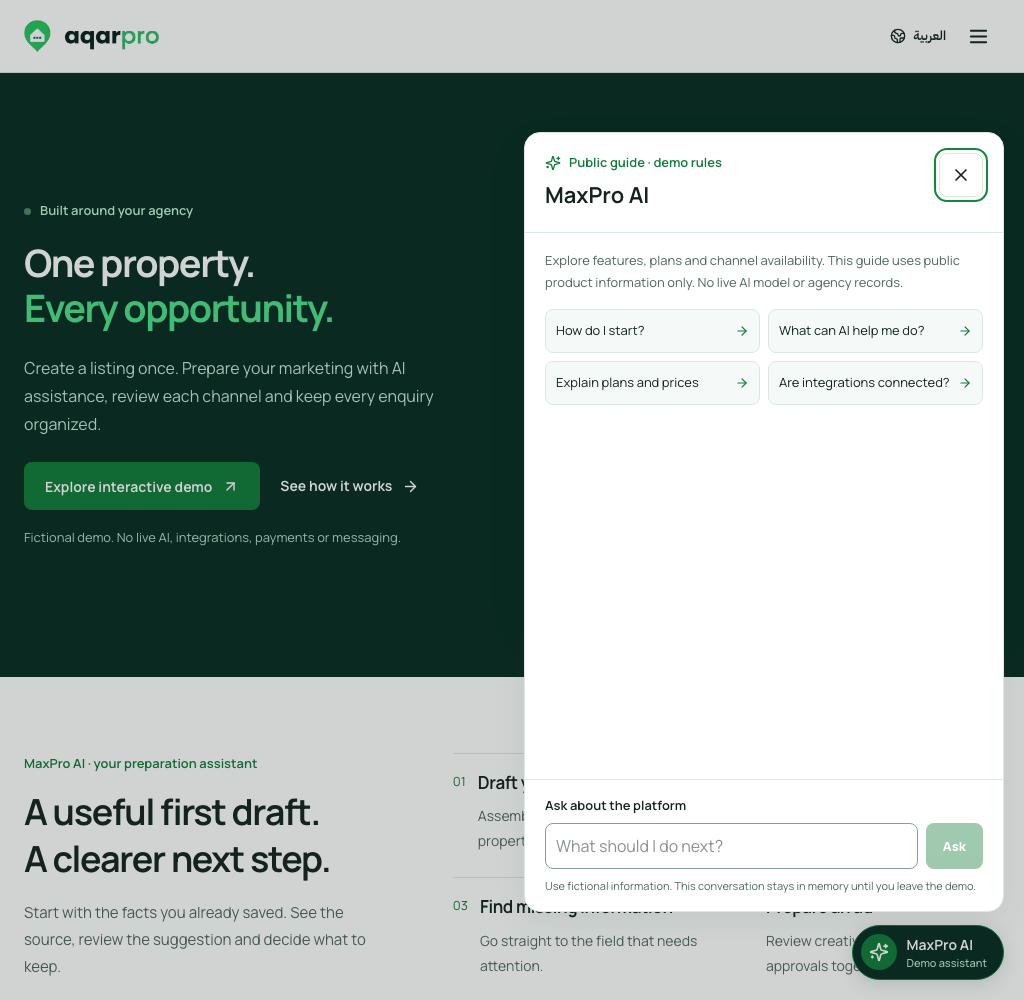 aqarpro
العربية
Built around your agency
One property.
Every opportunity.
Create a listing once. Prepare your marketing with AI
assistance, review each channel and keep every enquiry
organized.
Explore interactive demo
See how it works
Fictional demo. No live AI, integrations, payments or messaging.
Public guide · demo rules
MaxPro AI
Explore features, plans and channel availability. This guide uses public
product information only. No live AI model or agency records.
How do I start?
What can AI help me do?
Explain plans and prices
Are integrations connected?
Ask about the platform
What should I do next?
Ask
Use fictional information. This conversation stays in memory until you leave the demo.
MaxPro AI · your preparation assistant
A useful first draft.
A clearer next step.
Start with the facts you already saved. See the
source, review the suggestion and decide what to
keep.
01
Draft
03
Find missing information
Go straight to the field that needs
attention.
Prepare an ad
Review
approvals
MaxPro AI
Demo assistant